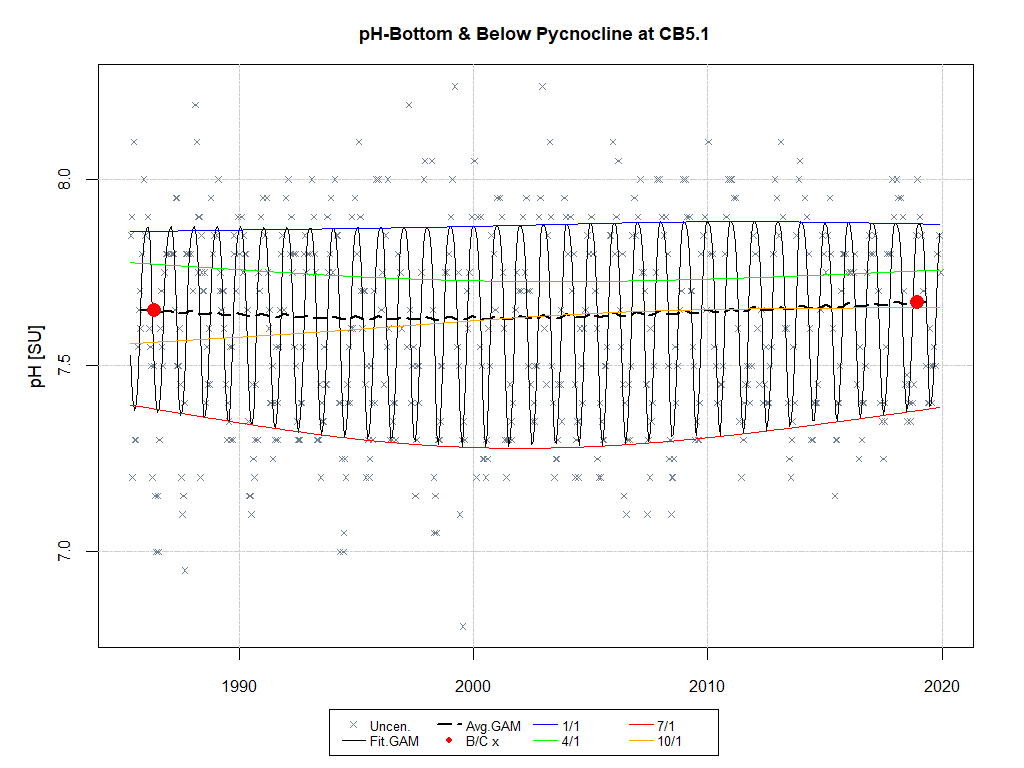 pH-Bottom & Below Pycnocline at CB5.1
pH [SU]
8.0
7.5
7.0
1990 2000 2010 2020
Uncen. Avg.GAM 1/1 7/1
Fit.GAM B/C x 4/1 10/1